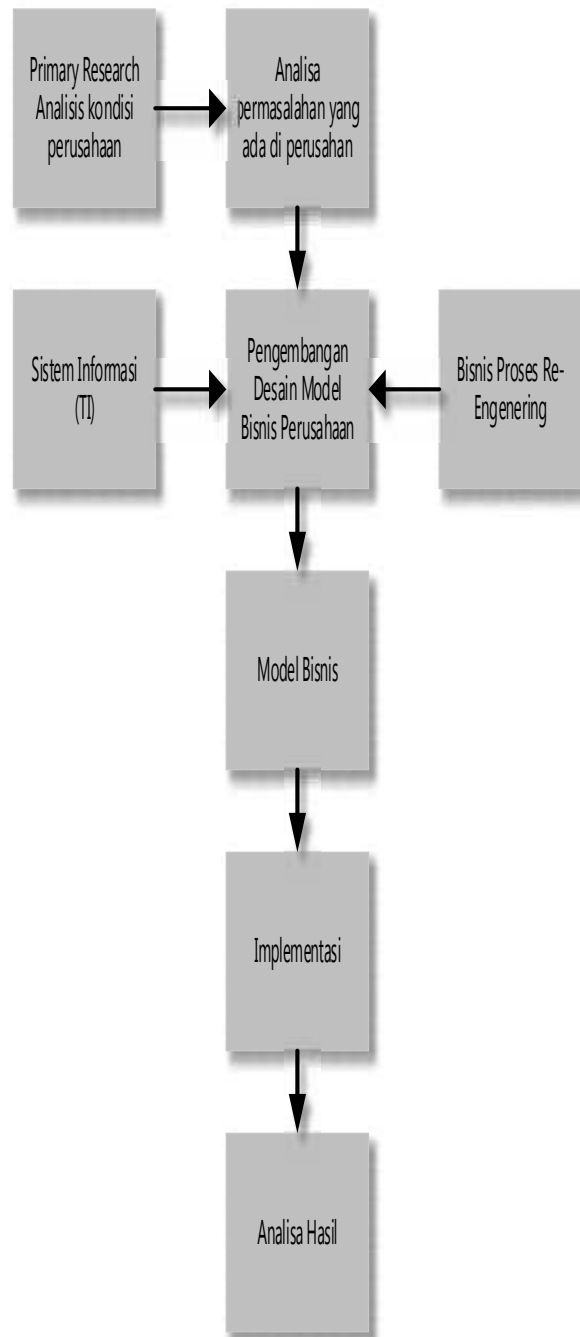 Primary Research
Analisis kondisi
perusahaan
Analisa
permasalahan yang
ada di perusahan
Sistem Informasi
(TI)
Pengembangan
Desain Model
Bisnis Perusahaan
Bisnis Proses Re-
Engenering
Model Bisnis
Implementasi
Analisa Hasil